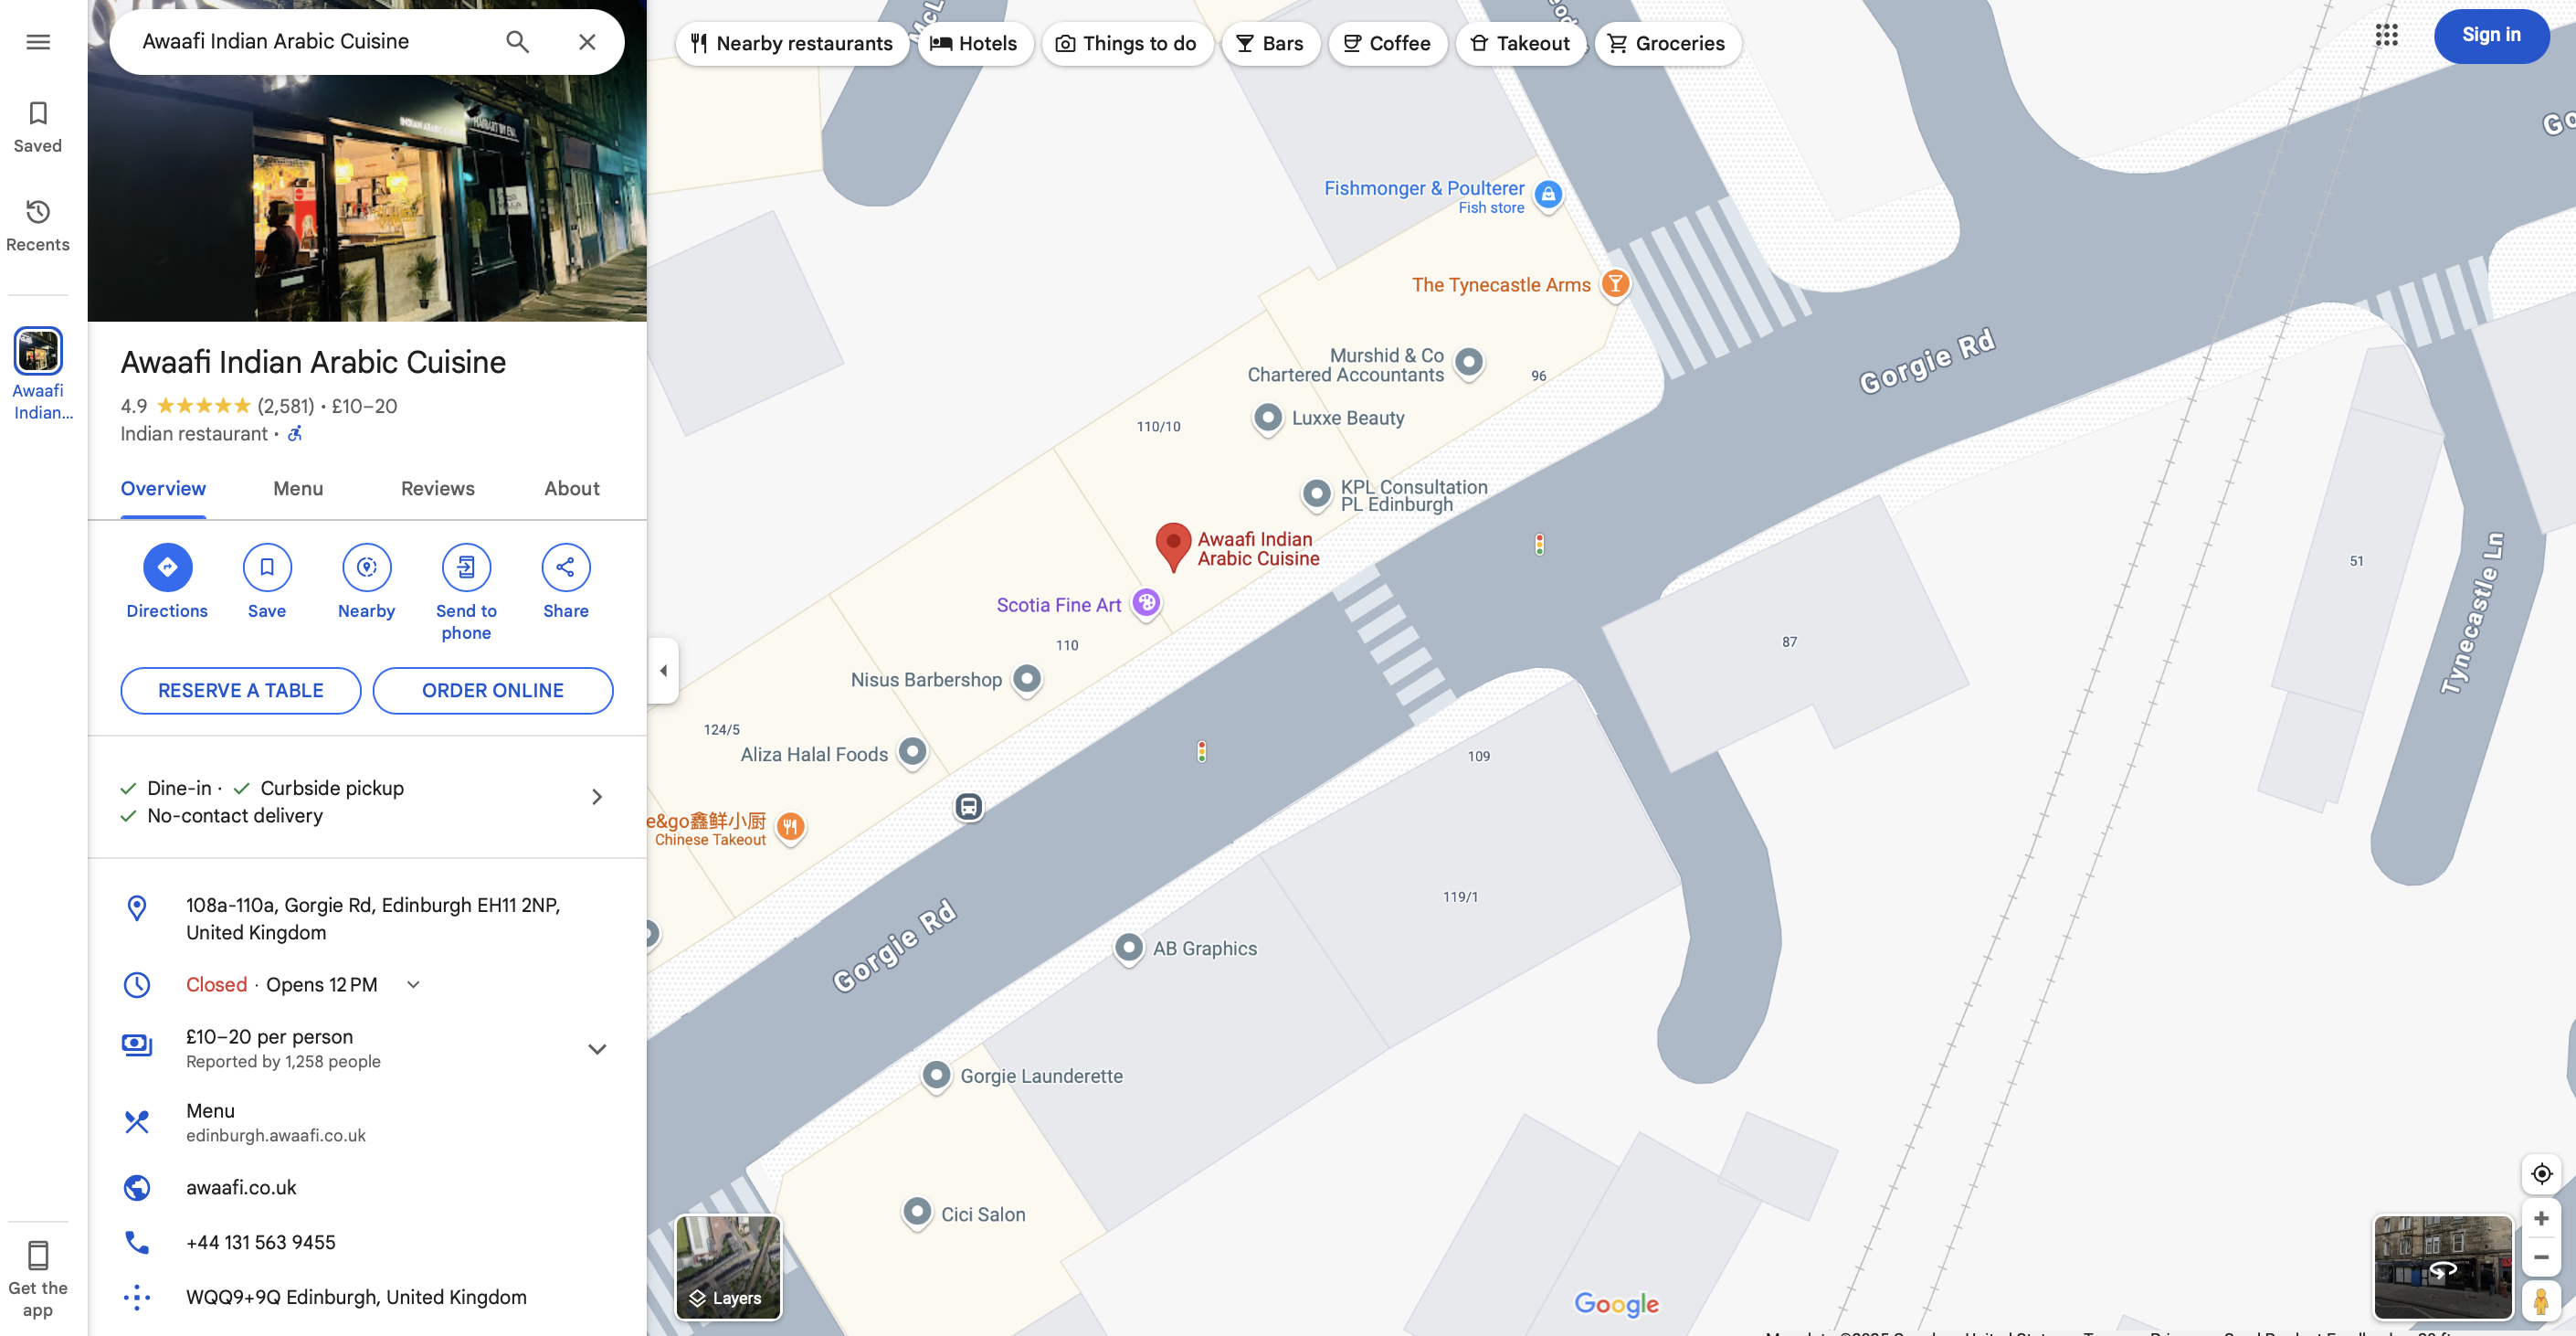 Awaafi Indian Arabic Cuisine
Saved
Recents
Awaafi
Indian...
Get the
app
Awaafi Indian Arabic Cuisine
4.9 (2,581) · £10–20
Indian restaurant ·
Overview
Menu
Reviews
About
Directions
Save
Nearby
Send to
phone
Share
RESERVE A TABLE
ORDER ONLINE
Dine-in · Curbside pickup
No-contact delivery
108a-110a, Gorgie Rd, Edinburgh EH11 2NP,
United Kingdom
Closed · Opens 12 PM
£10–20 per person
Reported by 1,258 people
Menu
edinburgh.awaafi.co.uk
awaafi.co.uk
+44 131 563 9455
WQQ9+9Q Edinburgh, United Kingdom
Nearby restaurants
Hotels
Things to do
Bars
Coffee
Takeout
Groceries
Sign in
Fishmonger & Poulterer
Fish store
The Tynecastle Arms
Murshid & Co
Chartered Accountants
96
Gorgie Rd
110/10
Luxxe Beauty
KPL Consultation
PL Edinburgh
Awaafi Indian
Arabic Cuisine
Scotia Fine Art
110
Nisus Barbershop
124/5
Aliza Halal Foods
e&go鑫鲜小厨
Chinese Takeout
87
51
Tynecastle Ln
109
119/1
Gorgie Rd
AB Graphics
Gorgie Launderette
Cici Salon
Layers
Google